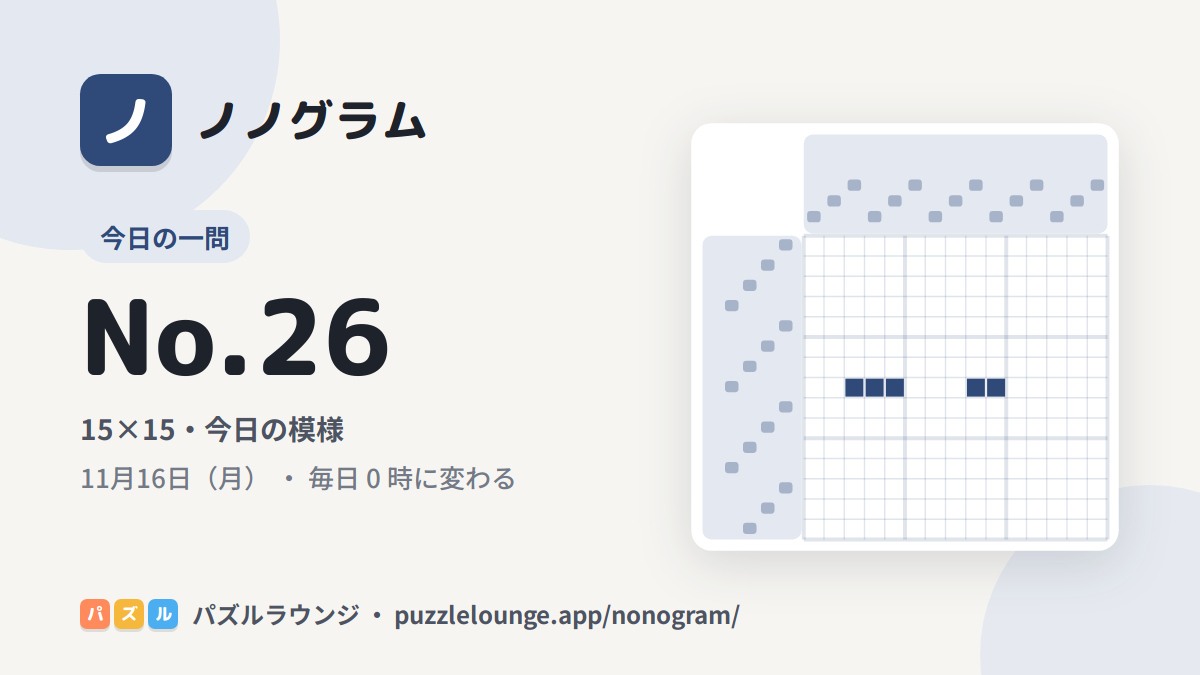 ノ ノノグラム
今日の一問
No.26
15×15・今日の模様
11月16日（月） ・ 毎日 0 時に変わる
パズル パズルラウンジ ・ puzzlelounge.app/nonogram/